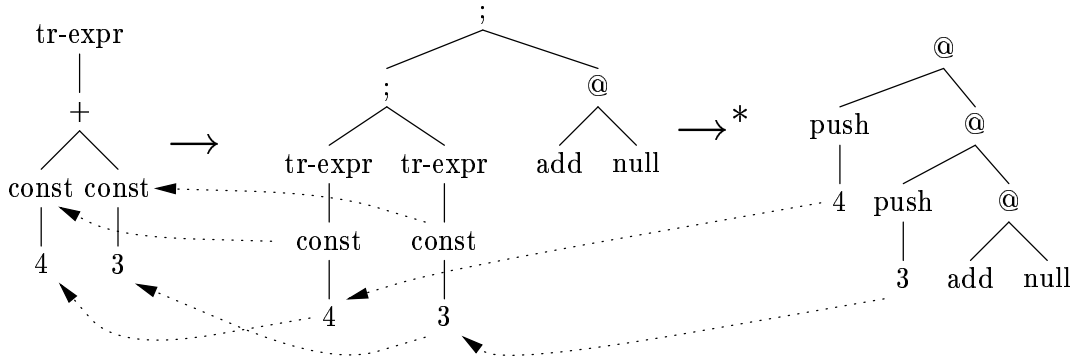 ;
tr-expr
@
+
;
@
push
@
→
→*
tr-expr tr-expr
add null
const const
4
push
@
const
const
4
3
3
add
null
4
3